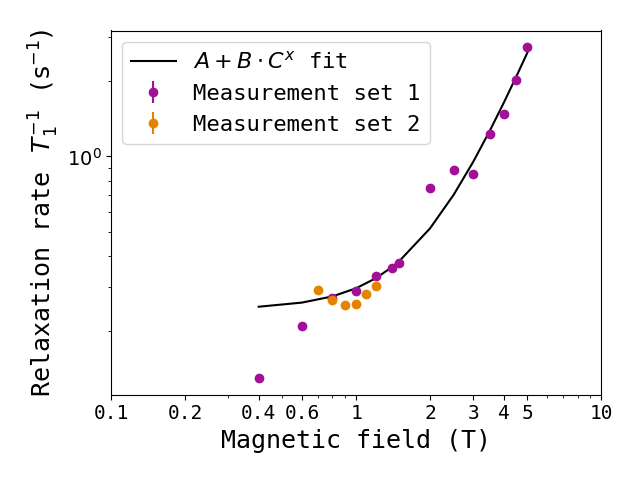 Relaxation rate T₁⁻¹ (s⁻¹)
A + B · Cˣ fit
Measurement set 1
Measurement set 2
10⁰
0.1 0.2 0.4 0.6 1 2 3 4 5 10
Magnetic field (T)